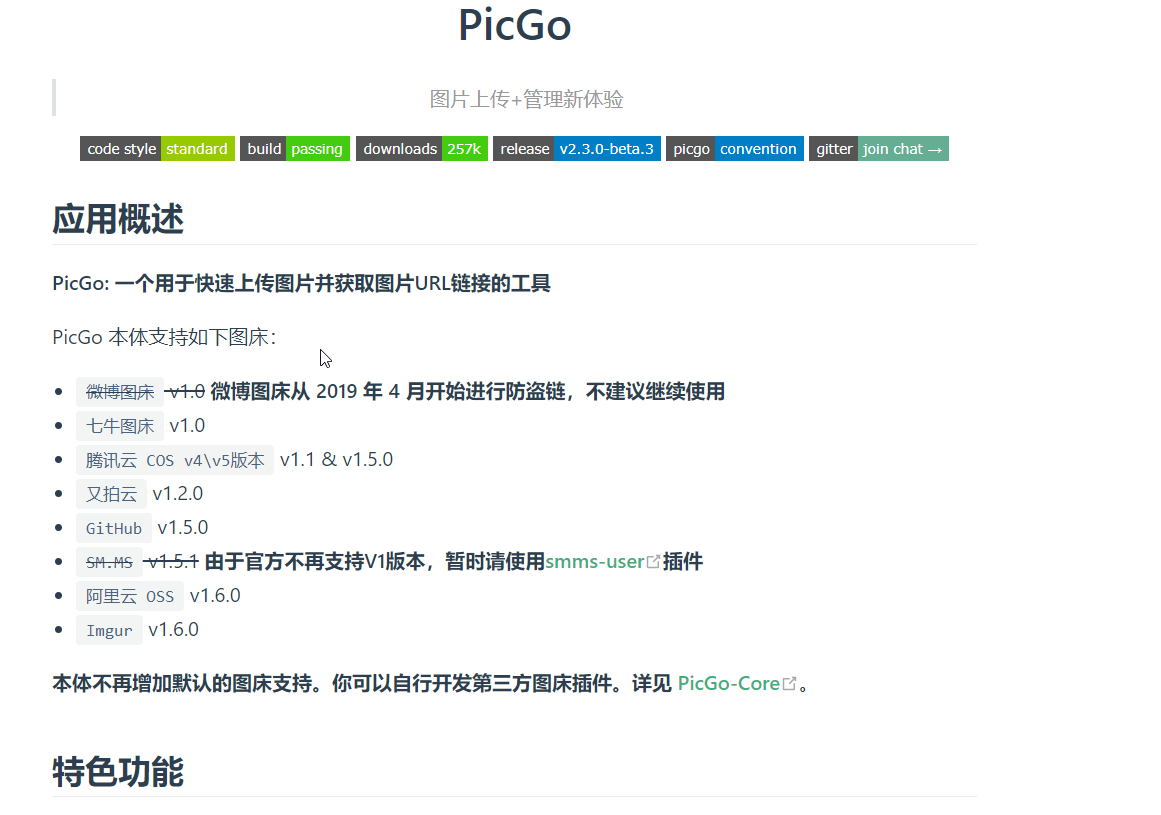 PicGo
图片上传+管理新体验
code style standard build passing downloads 257k release v2.3.0-beta.3 picgo convention gitter join chat →
应用概述
PicGo: 一个用于快速上传图片并获取图片URL链接的工具
PicGo 本体支持如下图床：
微博图床 v1.0 微博图床从 2019 年 4 月开始进行防盗链，不建议继续使用
七牛图床 v1.0
腾讯云 COS v4\v5版本 v1.1 & v1.5.0
又拍云 v1.2.0
GitHub v1.5.0
SM.MS v1.5.1 由于官方不再支持V1版本，暂时请使用smms-user插件
阿里云 OSS v1.6.0
Imgur v1.6.0
本体不再增加默认的图床支持。你可以自行开发第三方图床插件。详见 PicGo-Core。
特色功能